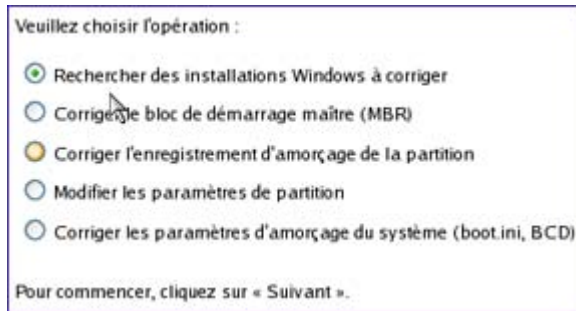 Veuillez choisir l'opération :
Rechercher des installations Windows à corriger
Corriger le bloc de démarrage maître (MBR)
Corriger l'enregistrement d'amorçage de la partition
Modifier les paramètres de partition
Corriger les paramètres d'amorçage du système (boot.ini, BCD)
Pour commencer, cliquez sur « Suivant ».